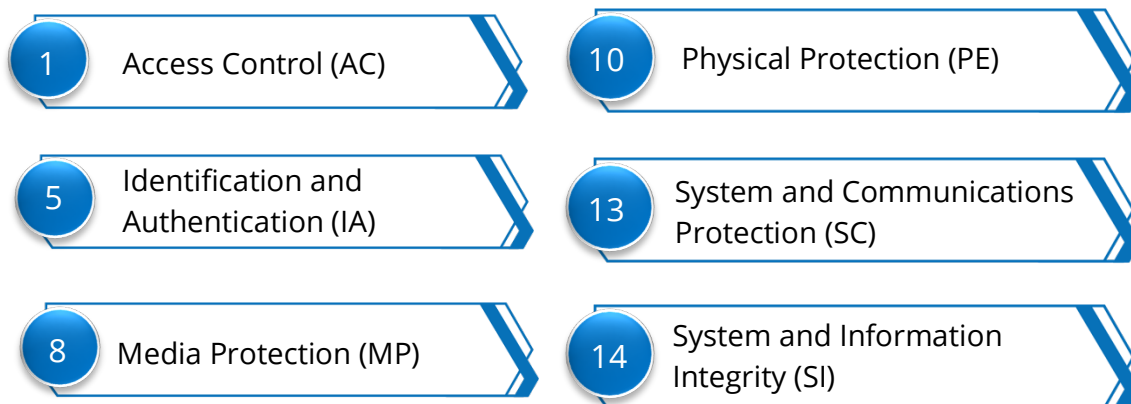 1
Access Control (AC)
5
Identification and
Authentication (IA)
8
Media Protection (MP)
10
Physical Protection (PE)
13
System and Communications
Protection (SC)
14
System and Information
Integrity (SI)